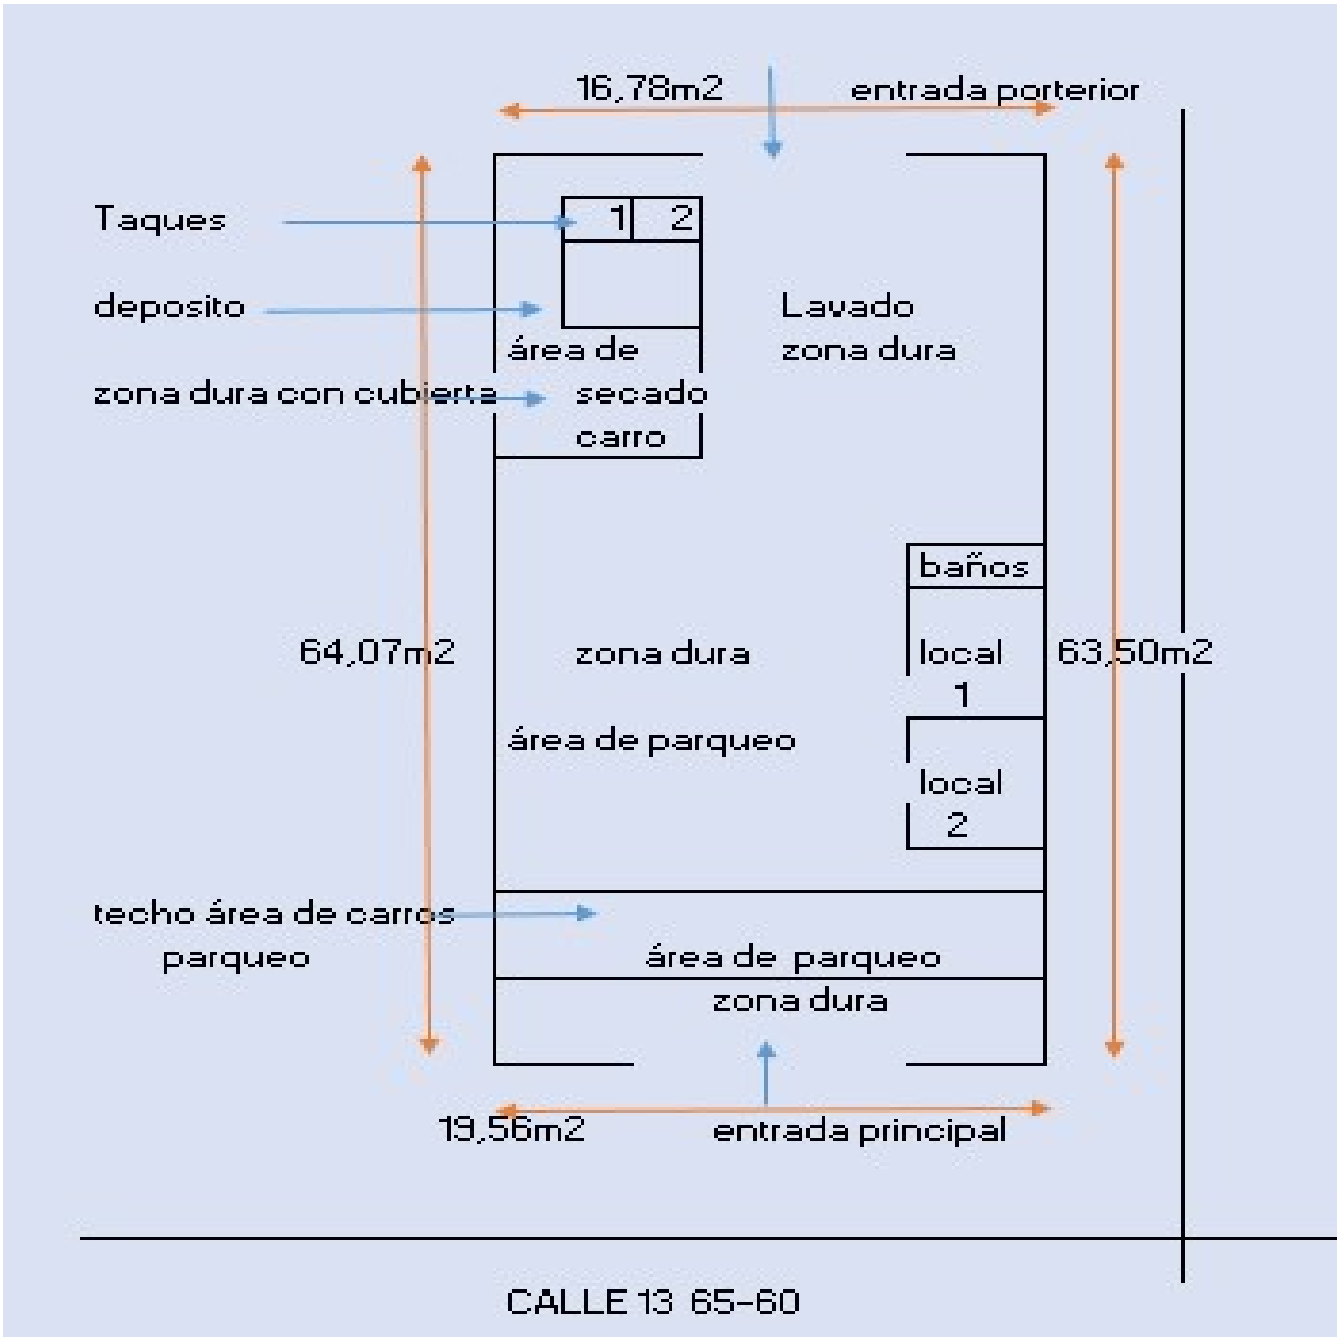 16,78m2
entrada porterior
Taques
1
2
deposito
Lavado
zona dura
área de
secado
carro
zona dura con cubierta
baños
64,07m2
zona dura
local
1
63,50m2
área de parqueo
local
2
techo área de carros
parqueo
área de parqueo
zona dura
19,56m2
entrada principal
CALLE 13 65-60